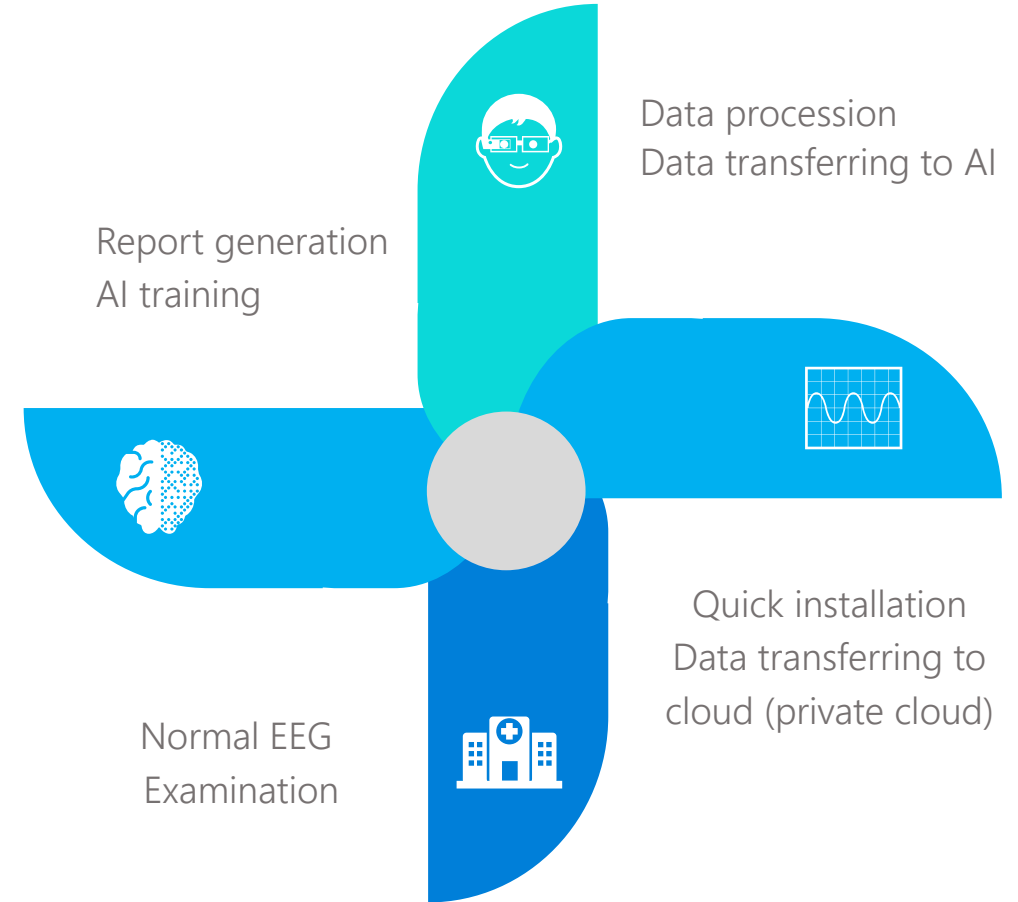 Data procession
Data transferring to AI
Report generation
AI training
Quick installation
Data transferring to
cloud (private cloud)
Normal EEG
Examination